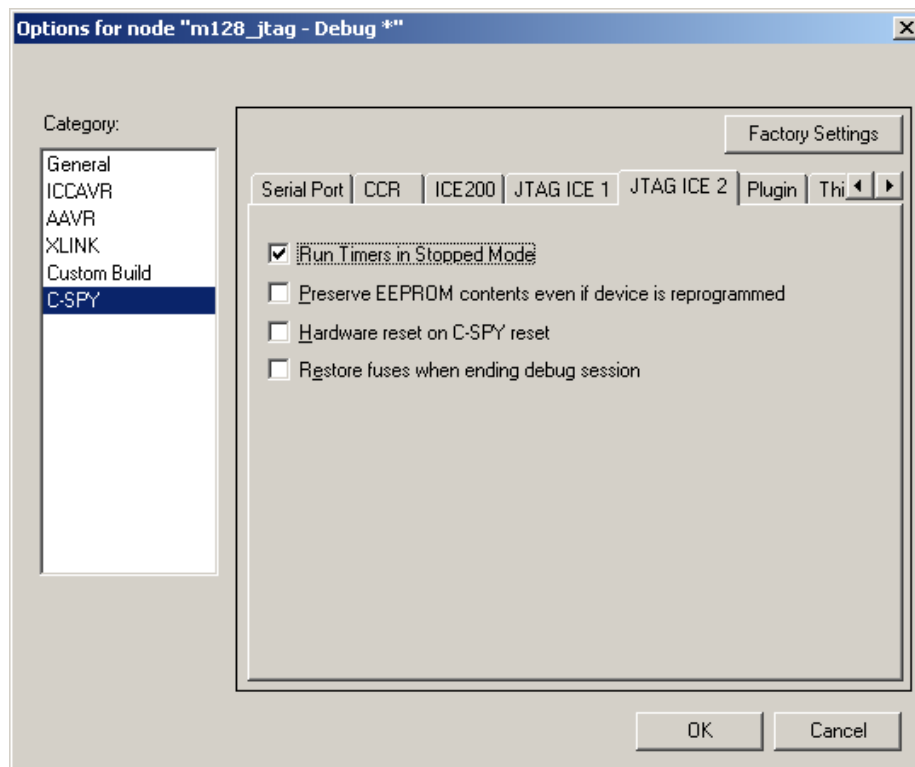 Options for node "m128_jtag - Debug *"
Category:
General
ICCAVR
AAVR
XLINK
Custom Build
C-SPY
Factory Settings
Serial Port CCR ICE200 JTAG ICE 1 JTAG ICE 2 Plugin Thi
Run Timers in Stopped Mode
Preserve EEPROM contents even if device is reprogrammed
Hardware reset on C-SPY reset
Restore fuses when ending debug session
OK Cancel